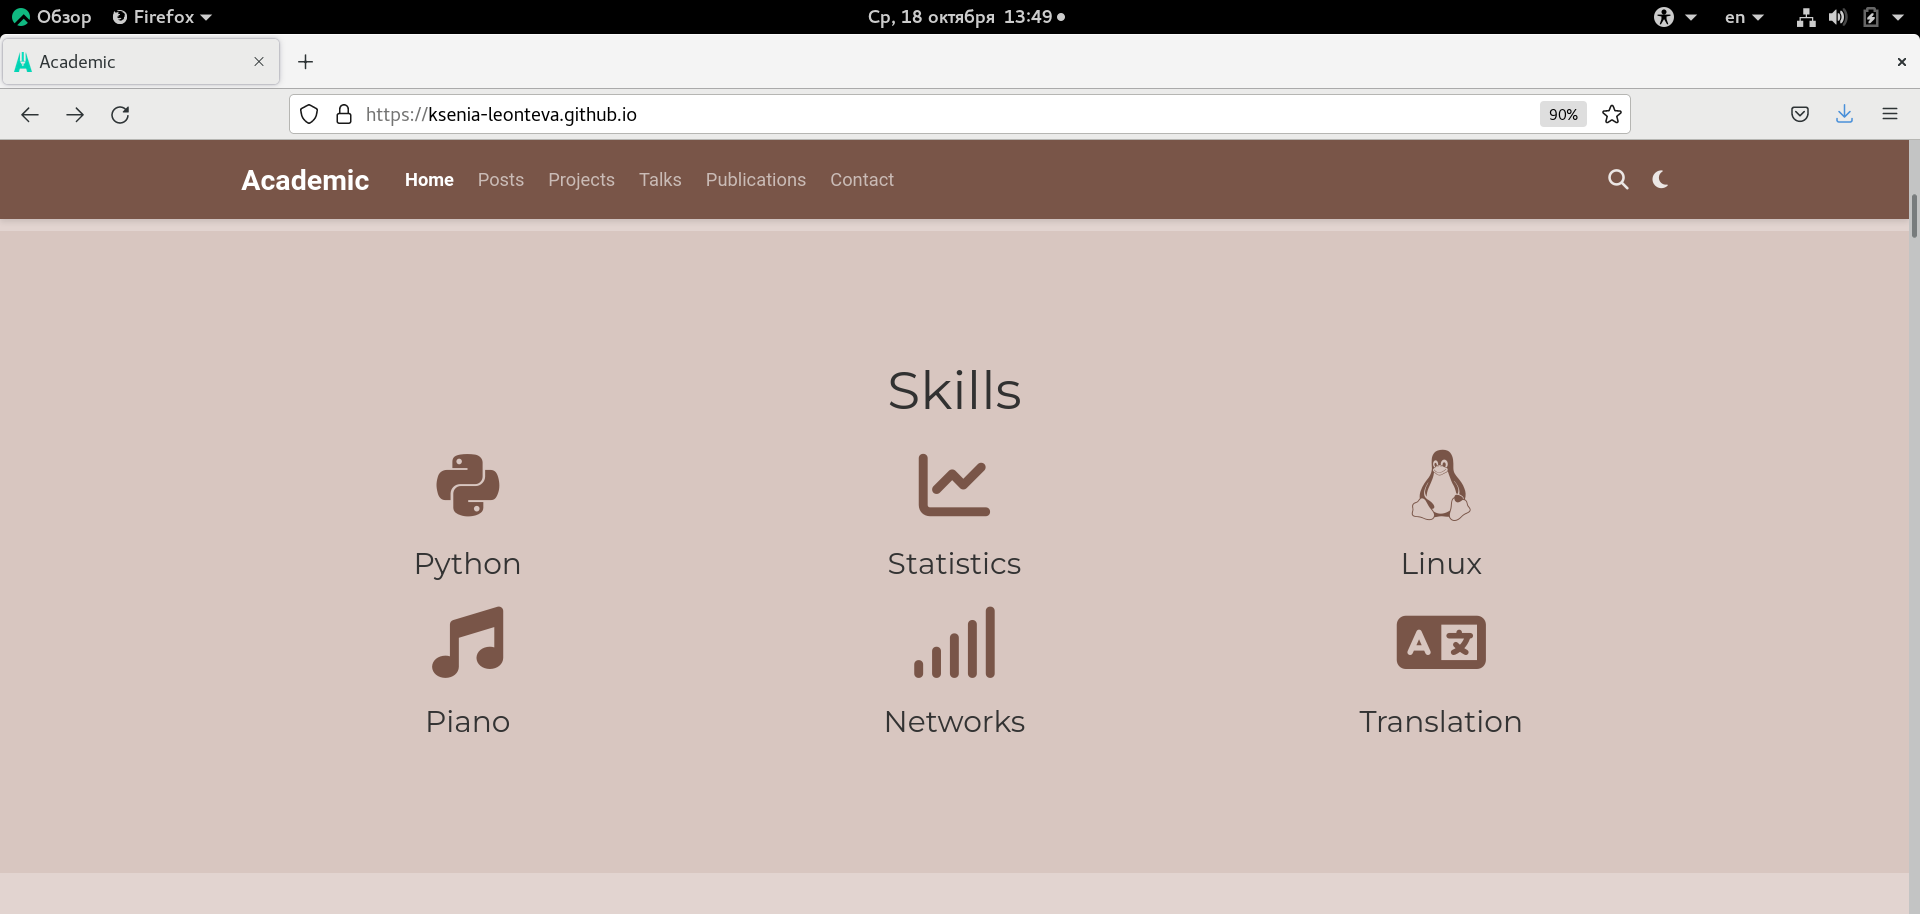 Обзор Firefox Ср, 18 октября 13:49 en
Academic
https://ksenia-leonteva.github.io 90%
Academic Home Posts Projects Talks Publications Contact
Skills
A 文
Python Statistics Linux
Piano Networks Translation